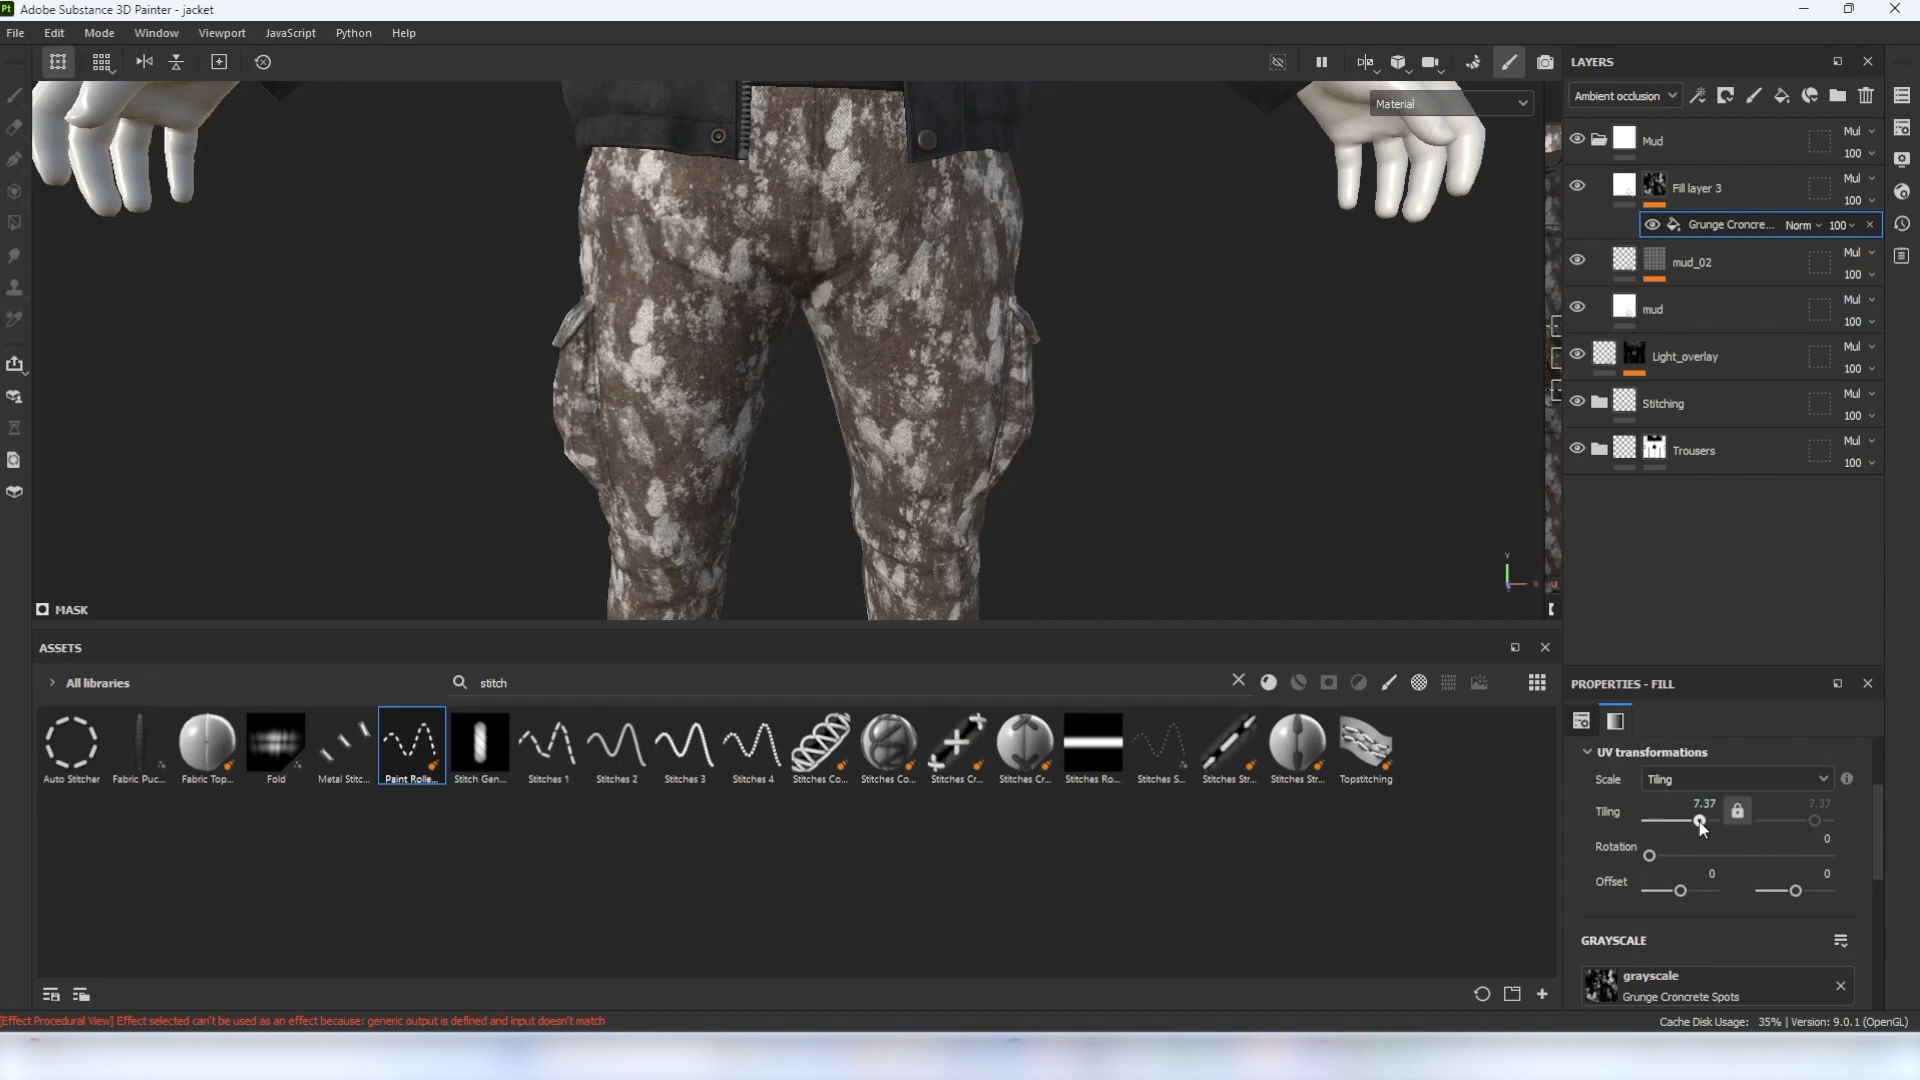 Pt Adobe Substance 3D Painter - jacket
File Edit Mode Window Viewport JavaScript Python Help
Material
MASK
Y
X
LAYERS
Ambient occlusion
Mud Mul 100
Fill layer 3 Mul 100
Grunge Croncre... Norm 100
mud_02 Mul 100
mud Mul 100
Light_overlay Mul 100
Stitching Mul 100
Trousers Mul 100
ASSETS
All libraries
stitch
Auto Stitcher Fabric Puc... Fabric Top... Fold Metal Stitc... Paint Rolle... Stitch Gen... Stitches 1 Stitches 2 Stitches 3 Stitches 4 Stitches Co... Stitches Co... Stitches Cr... Stitches Cr... Stitches Ro... Stitches S... Stitches Str... Stitches Str... Topstitching
PROPERTIES - FILL
UV transformations
Scale Tiling
Tiling 7.37 7.37
Rotation 0
Offset 0 0
GRAYSCALE
grayscale
Grunge Croncrete Spots
[Effect Procedural View] Effect selected can't be used as an effect because: generic output is defined and input doesn't match
Cache Disk Usage: 35% | Version: 9.0.1 (OpenGL)